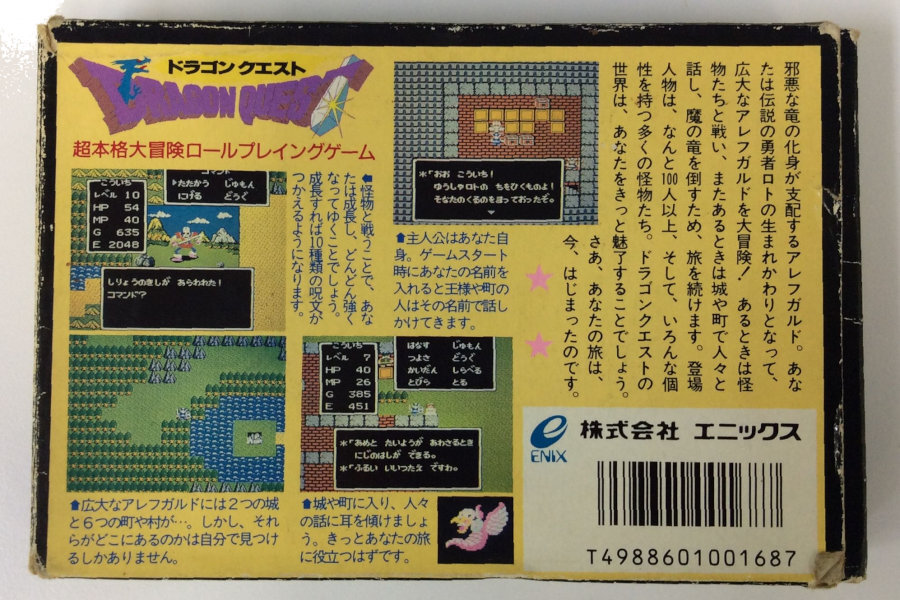 ドラゴン クエスト
DRAGON QUEST
超本格大冒険ロールプレイングゲーム
コマンド
こういち
レベル 10
HP 54
MP 40
G 635
E 2048
たたかう じゅもん
にげる どうぐ
しりょうのきしが あらわれた!
コマンド?
⬆怪物と戦うことで、あな
たは成長し、どんどん強く
なってゆくことでしょう。
成長すれば10種類の呪文が
つかえるようになります。
*「おお こういち!
ゆうしゃロトの ちをひくものよ!
そなたのくるのをまっておったぞ。
⬆主人公はあなた自
身。ゲームスタート
時にあなたの名前を
入れると王様や町の
人はその名前で話し
かけてきます。
邪悪な竜の化身が支配するアレフガルド。あな
たは伝説の勇者ロトの生まれかわりとなって、
広大なアレフガルドを大冒険! あるときは怪
物たちと戦い、またあるときは城や町で人々と
話し、魔の竜を倒すため、旅を続けます。登場
人物は、なんと100人以上、そして、いろんな個
性を持つ多くの怪物たち。ドラゴンクエストの
世界は、あなたをきっと魅了することでしょう。
さあ、あなたの旅は、
今、はじまったのです。
⬆広大なアレフガルドには2つの城
と6つの町や村が…。しかし、それ
らがどこにあるのかは自分で見つけ
るしかありません。
こういち
レベル 7
HP 40
MP 26
G 385
E 451
はなす じゅもん
つよさ どうぐ
かいだん しらべる
とびら とる
*「あめと たいようが あわさるとき
にじのはしが できる。
*「ふるい いいつたえ ですわ。
⬆城や町に入り、人々
の話に耳を傾けましょ
う。きっとあなたの旅
に役立つはずです。
ENIX
株式会社 エニックス
T4988601001687